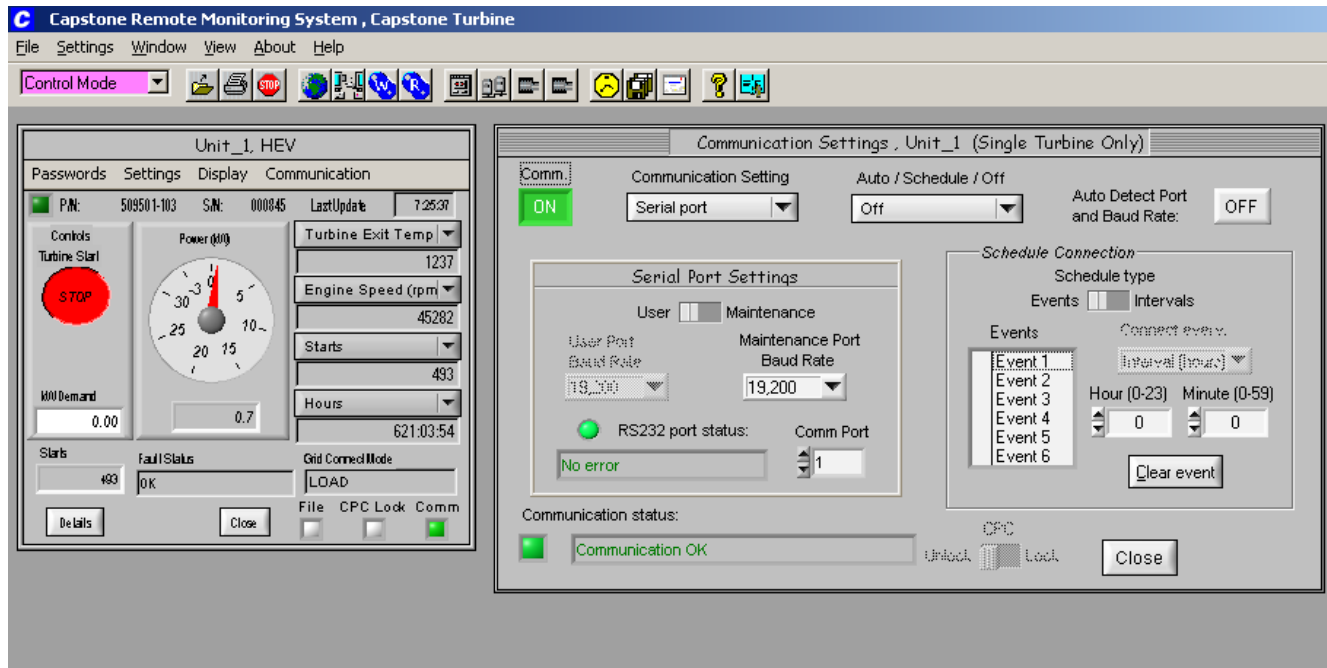 Capstone Remote Monitoring System , Capstone Turbine
File Settings Window View About Help
Control Mode
STOP
W,
R,
Unit_1, HEV
Passwords Settings Display Communication
P/N: 509501-103 S/N: 000845 Last Update 7:25:37
Controls
Turbine Start
STOP
kW Demand
0.00
Power (kW)
-3 0 5 10 15 20 25 30
0.7
Turbine Exit Temp
1237
Engine Speed (rpm
45282
Starts
493
Hours
621:03:54
Starts
493
Fault Status
OK
Grid Connect Mode
LOAD
Details
Close
File CPC Lock Comm
Communication Settings , Unit_1 (Single Turbine Only)
Comm.
ON
Communication Setting
Serial port
Auto / Schedule / Off
Off
Auto Detect Port
and Baud Rate:
OFF
Serial Port Settings
User Maintenance
User Port
Baud Rate
19,200
Maintenance Port
Baud Rate
19,200
RS232 port status:
No error
Comm Port
1
Schedule Connection
Schedule type
Events Intervals
Events
Event 1
Event 2
Event 3
Event 4
Event 5
Event 6
Connect every.
Interval (hours)
Hour (0-23) Minute (0-59)
0 0
Clear event
Communication status:
Communication OK
CPC
Unlock Lock
Close